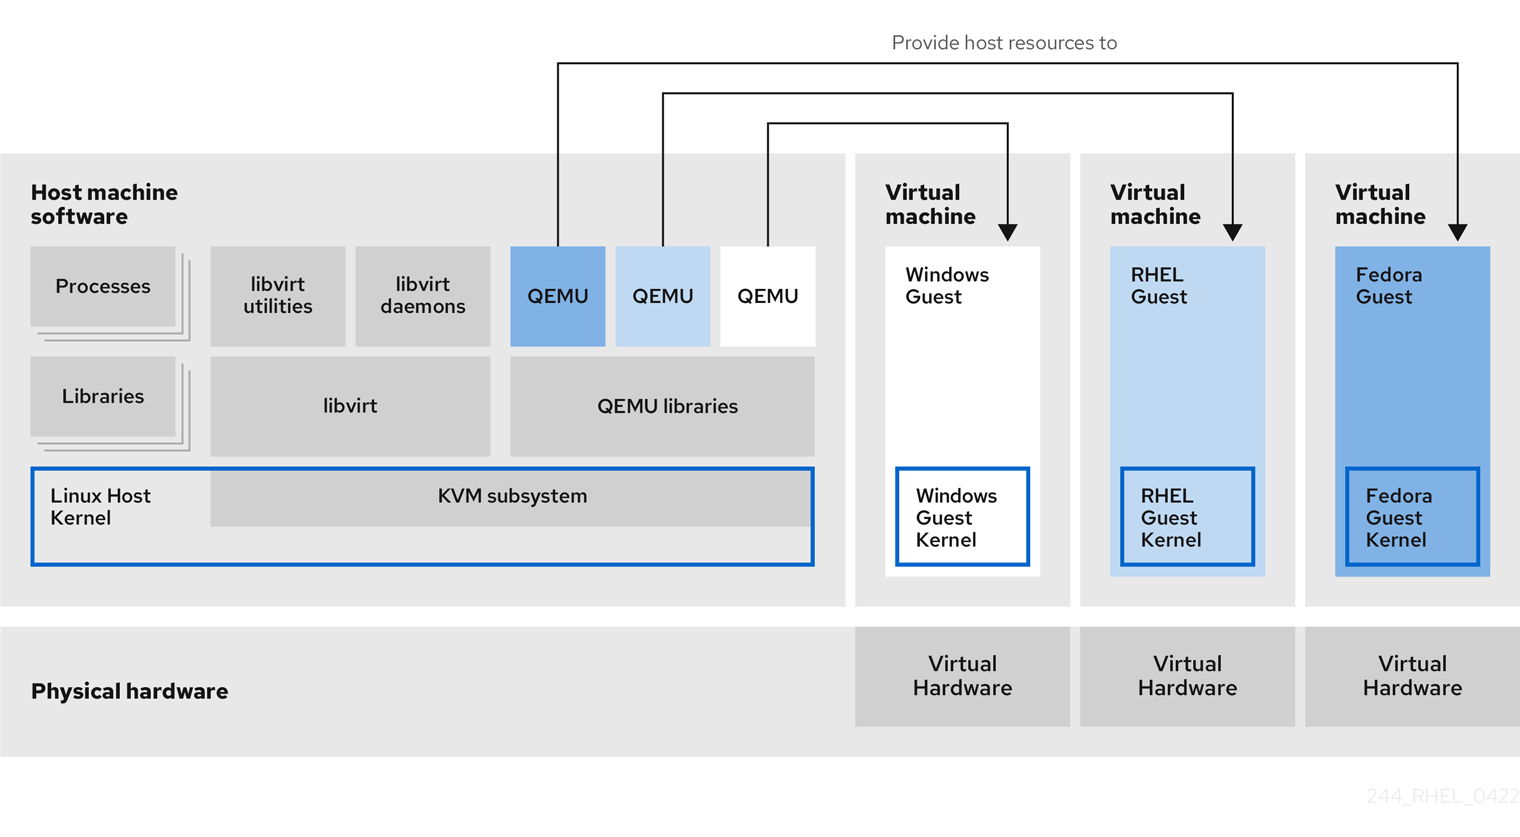 Provide host resources to
Host machine
software
Processes
libvirt
utilities
libvirt
daemons
QEMU
QEMU
QEMU
Libraries
libvirt
QEMU libraries
Linux Host
Kernel
KVM subsystem
Virtual
machine
Windows
Guest
Windows
Guest
Kernel
Virtual
machine
RHEL
Guest
RHEL
Guest
Kernel
Virtual
machine
Fedora
Guest
Fedora
Guest
Kernel
Physical hardware
Virtual
Hardware
Virtual
Hardware
Virtual
Hardware
244_RHEL_0422